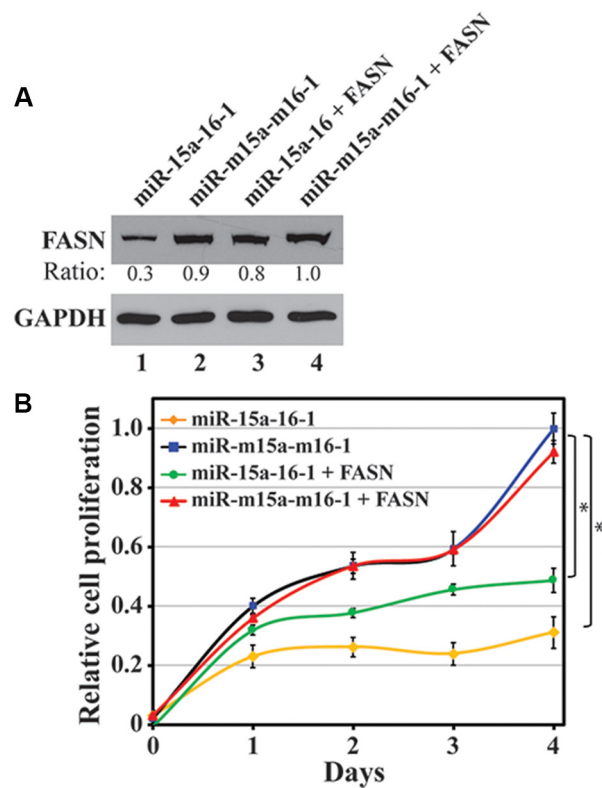 A
miR-15a-16-1
miR-m15a-m16-1
miR-15a-16 + FASN
miR-m15a-m16-1 + FASN
FASN
Ratio: 0.3 0.9 0.8 1.0
GAPDH
1 2 3 4
B
miR-15a-16-1
miR-m15a-m16-1
miR-15a-16-1 + FASN
miR-m15a-m16-1 + FASN
Relative cell proliferation
1.0
0.8
0.6
0.4
0.2
0
0 1 2 3 4
Days
*
*